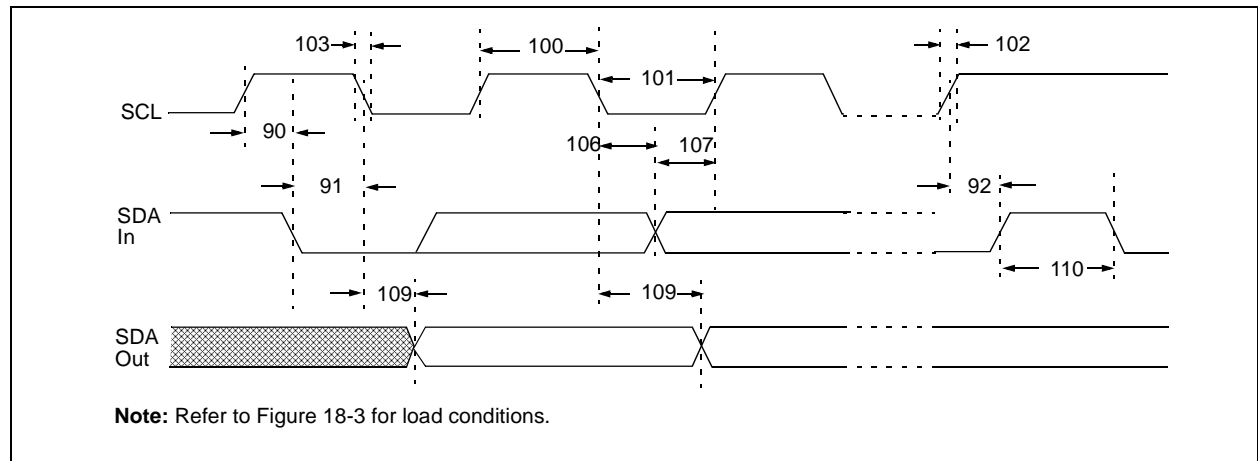 103
100
102
101
SCL
90
106
107
91
92
SDA
In
110
109
109
SDA
Out
Note: Refer to Figure 18-3 for load conditions.